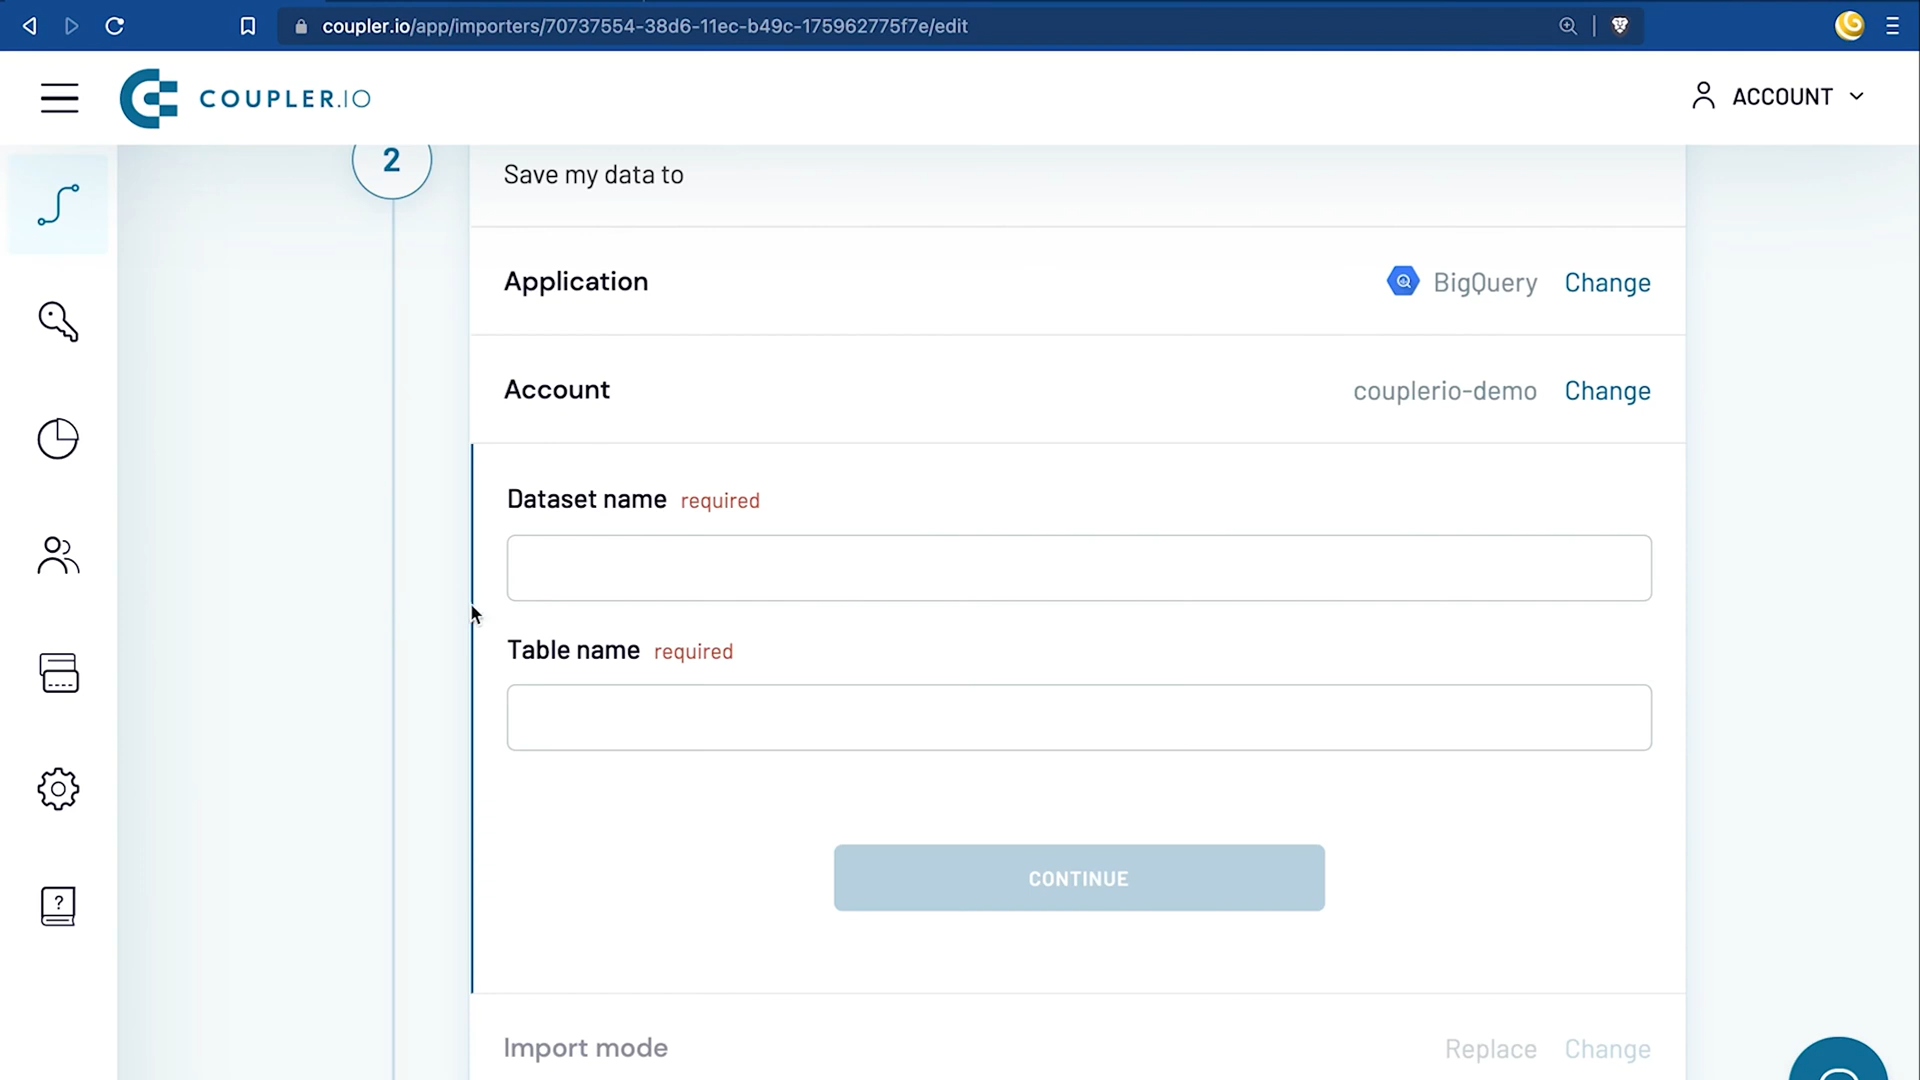 coupler.io/app/importers/70737554-38d6-11ec-b49c-175962775f7e/edit
COUPLER.IO
ACCOUNT
2
Save my data to
Application
BigQuery Change
Account
couplerio-demo Change
Dataset name required
Table name required
?
CONTINUE
Import mode
Replace Change